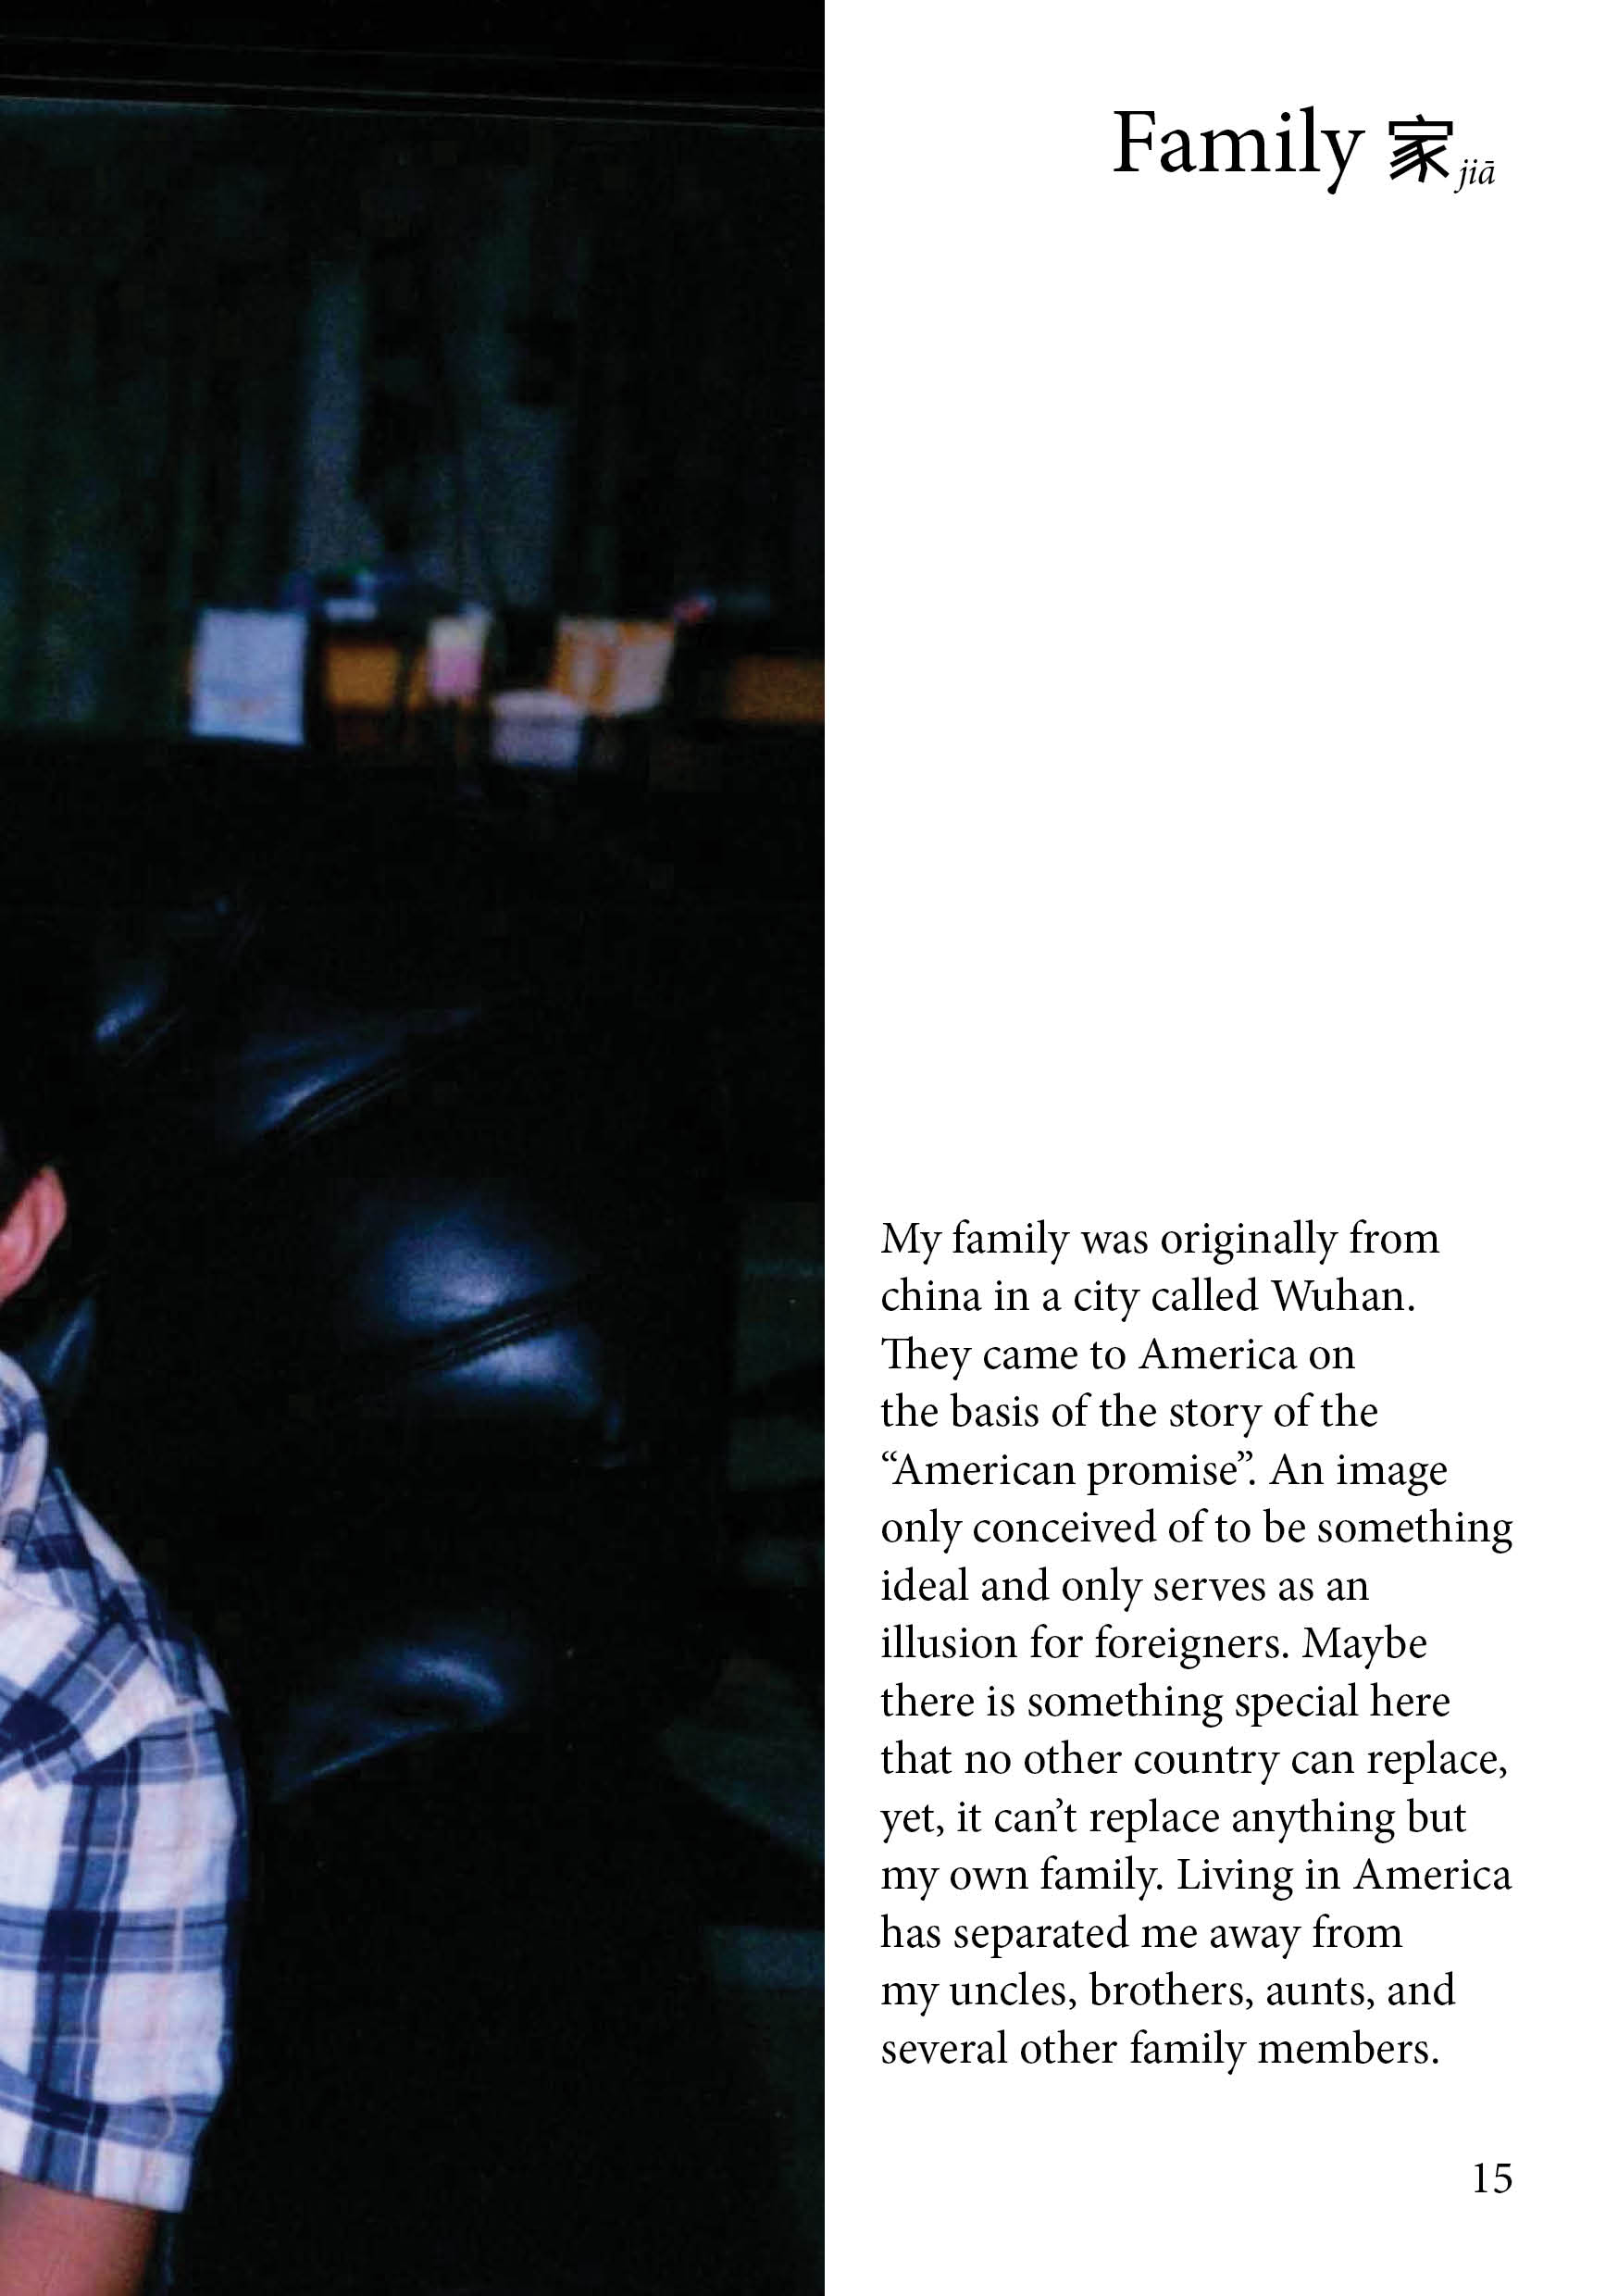 Family 家 jiā
My family was originally from
china in a city called Wuhan.
They came to America on
the basis of the story of the
“American promise”. An image
only conceived of to be something
ideal and only serves as an
illusion for foreigners. Maybe
there is something special here
that no other country can replace,
yet, it can’t replace anything but
my own family. Living in America
has separated me away from
my uncles, brothers, aunts, and
several other family members.
15